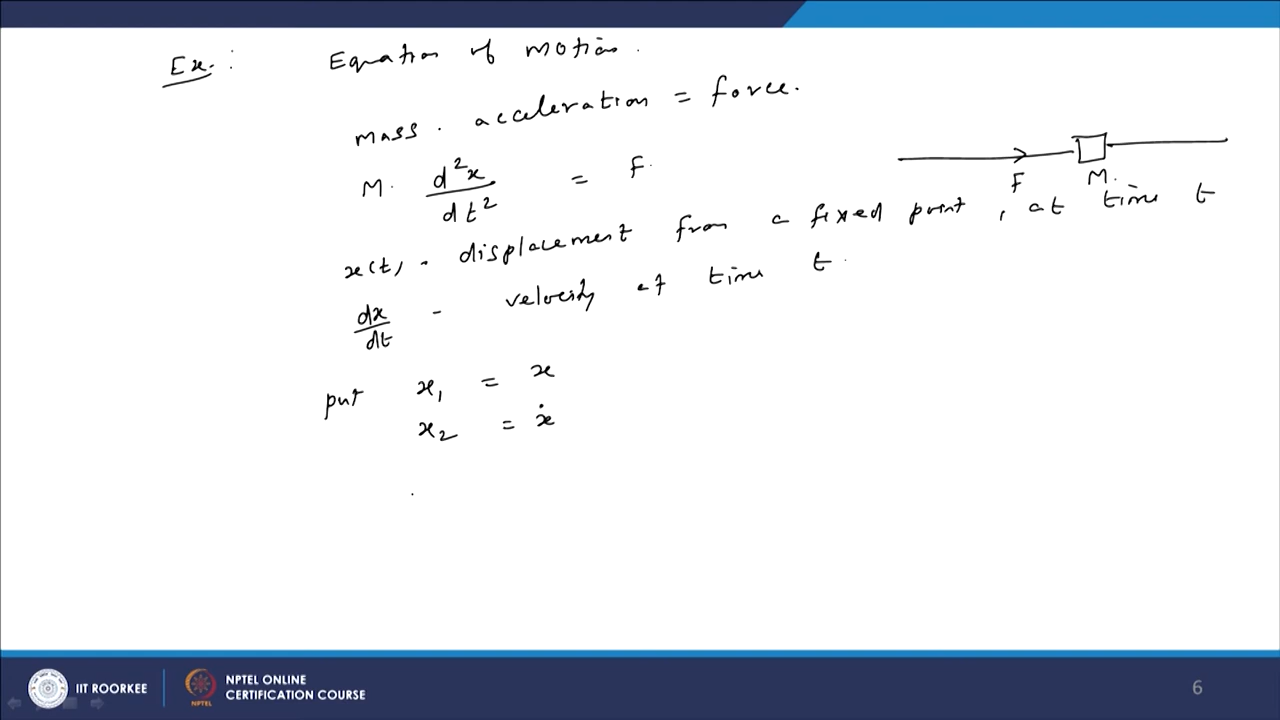 Ex. : Equation of motion.
mass . acceleration = force.
M. d²x/dt² = F.
F M.
x(t) - displacement from a fixed point, at time t
dx/dt - velocity at time t.
put x₁ = x
x₂ = ẋ
IIT ROORKEE
NPTEL ONLINE
CERTIFICATION COURSE
NPTEL
6